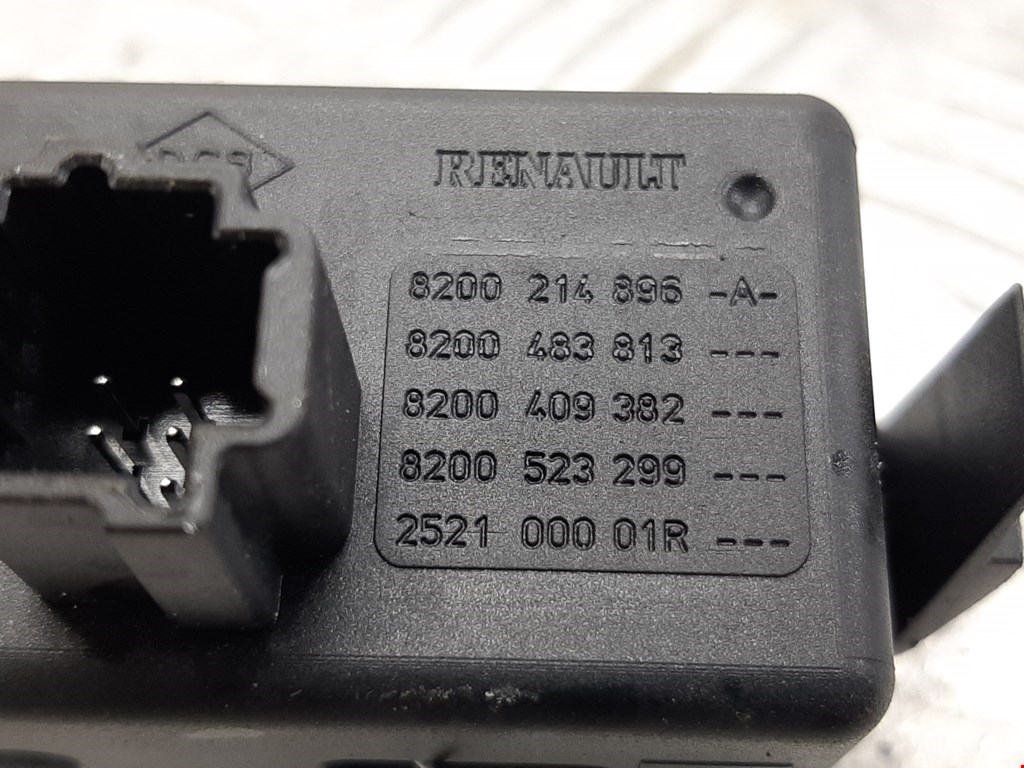 RENAULT
8200 214 896 -A-
8200 483 813 ---
8200 409 382 ---
8200 523 299 ---
2521 000 01R ---